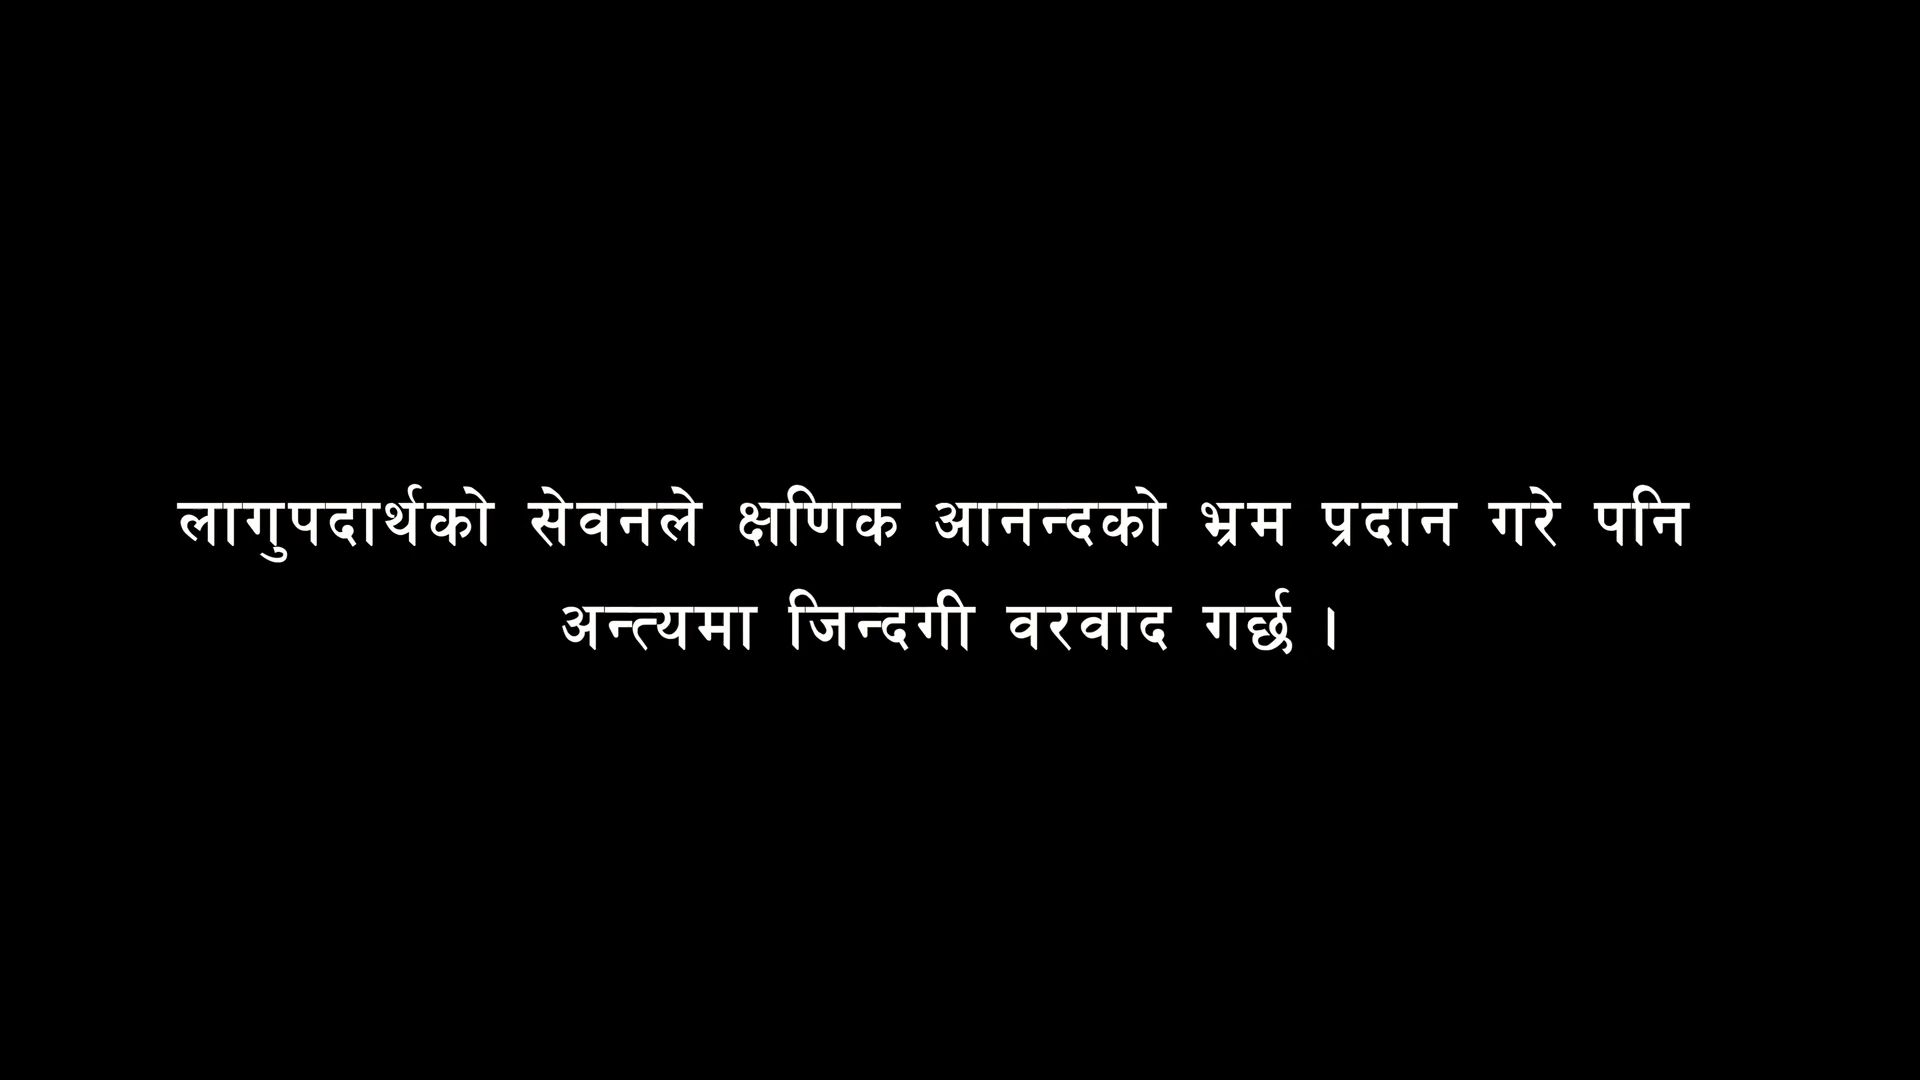 लागुपदार्थको सेवनले क्षणिक आनन्दको भ्रम प्रदान गरे पनि
अन्त्यमा जिन्दगी वरवाद गर्छ ।